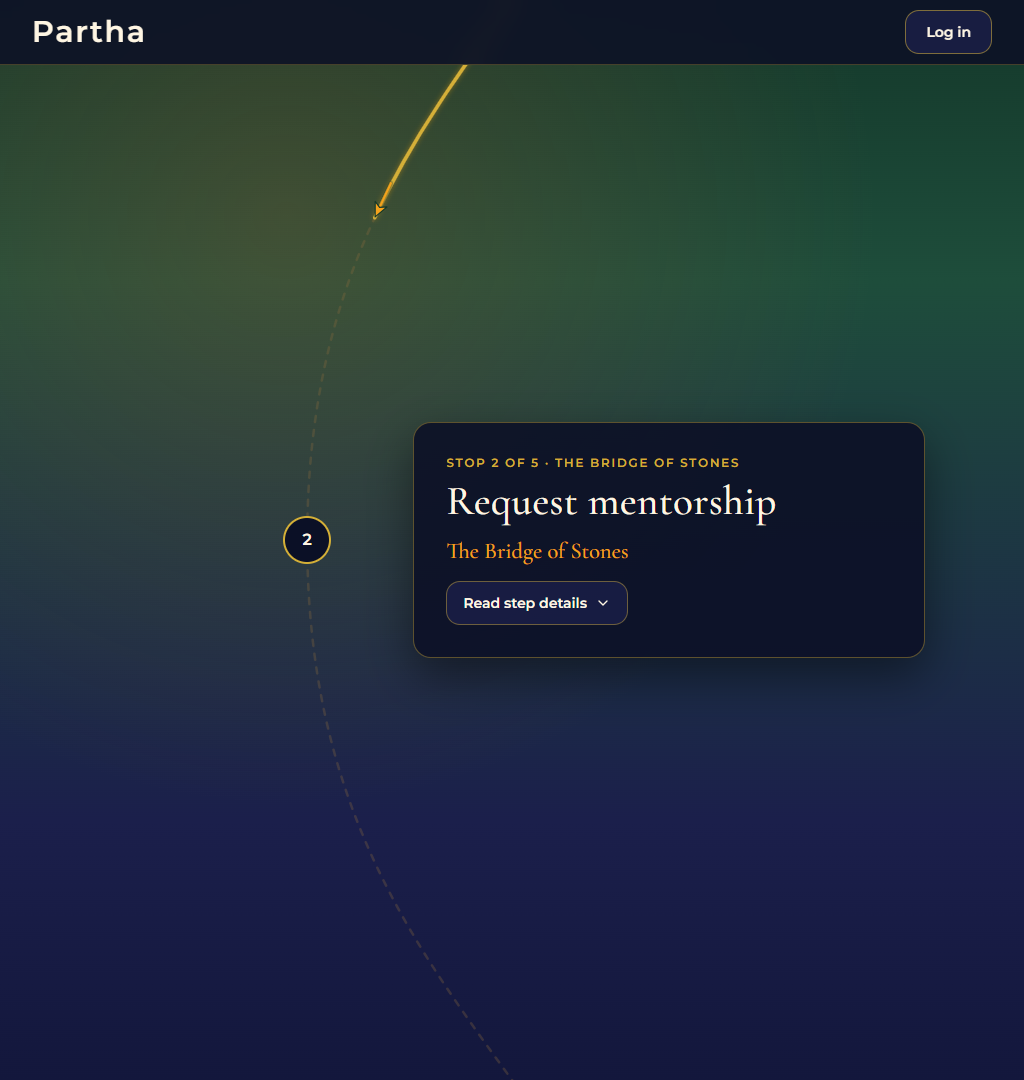 Partha
Log in
STOP 2 OF 5 · THE BRIDGE OF STONES
Request mentorship
The Bridge of Stones
2
Read step details